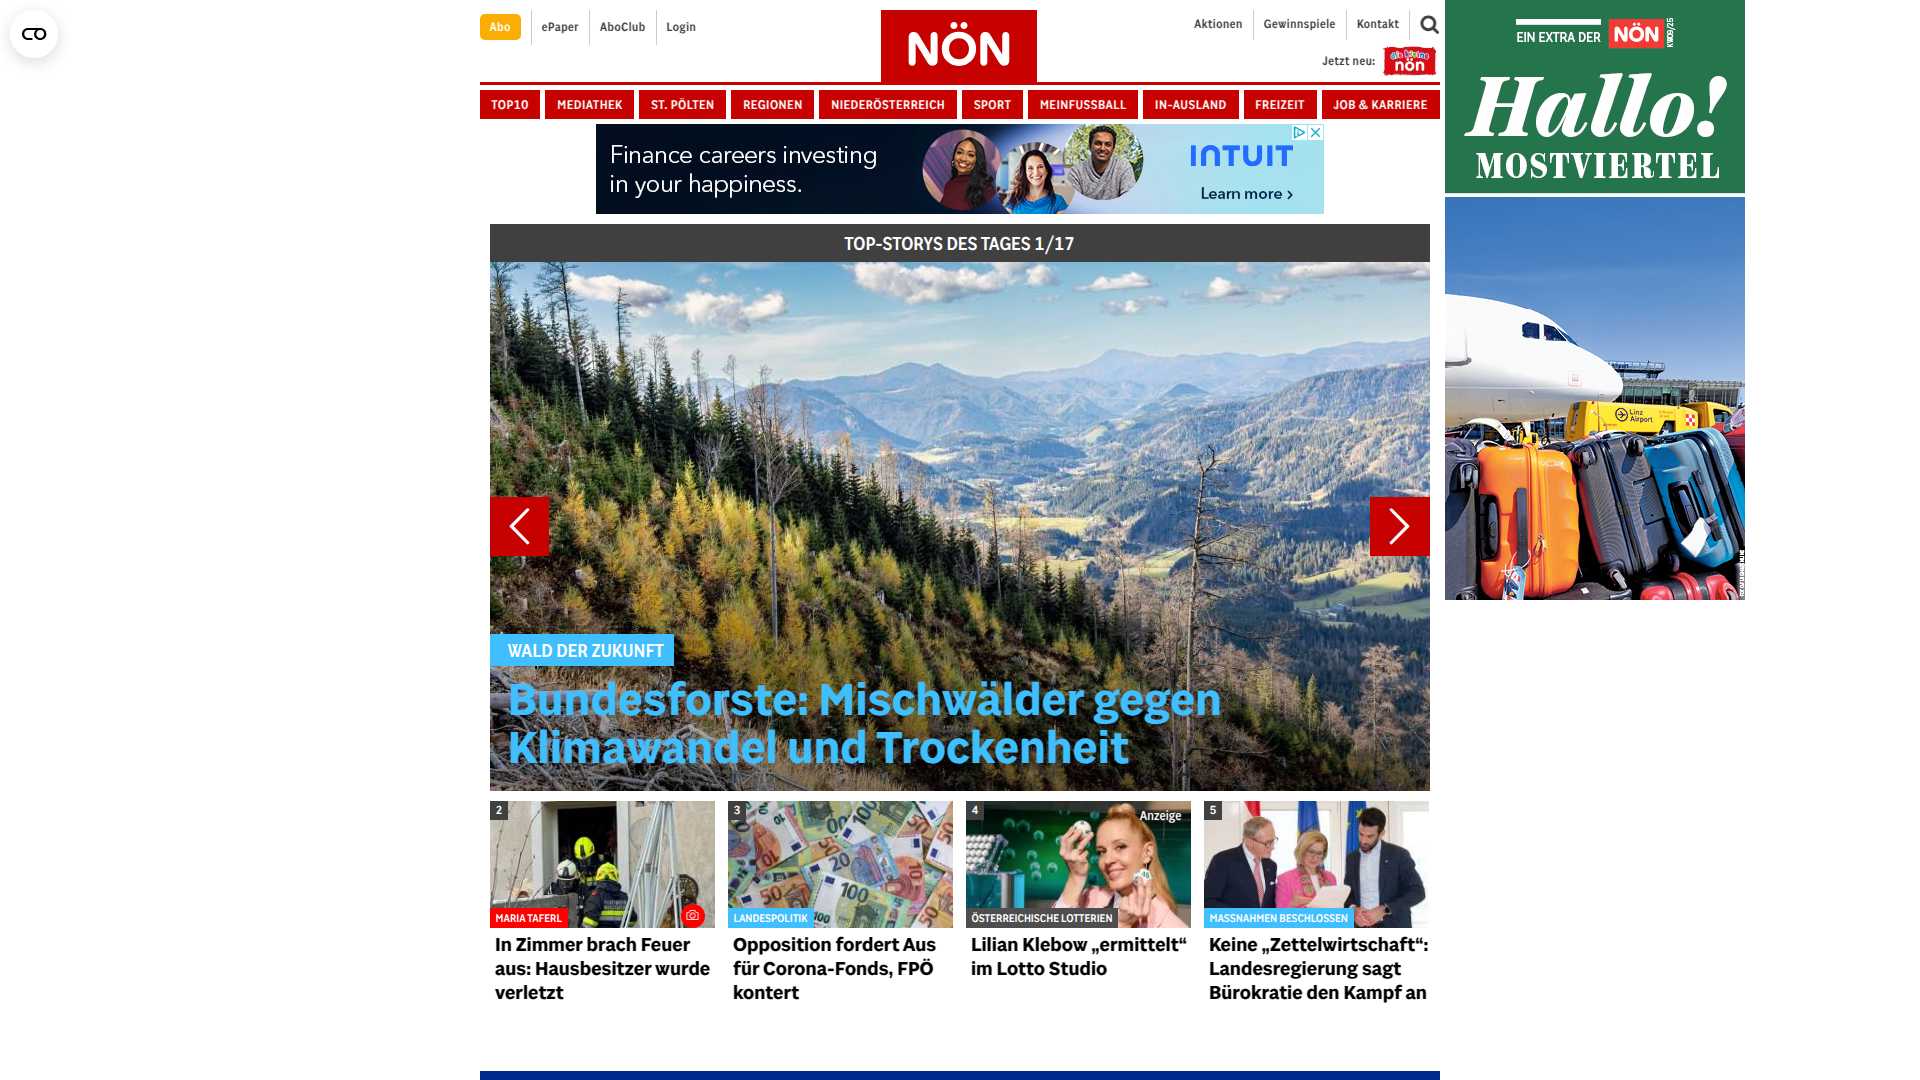 Abo
ePaper
AboClub
Login
NÖN
Aktionen
Gewinnspiele
Kontakt
Jetzt neu:
die kleine
nön
TOP10
MEDIATHEK
ST. PÖLTEN
REGIONEN
NIEDERÖSTERREICH
SPORT
MEINFUSSBALL
IN-AUSLAND
FREIZEIT
JOB & KARRIERE
Finance careers investing
in your happiness.
INTUIT
Learn more >
EIN EXTRA DER
NÖN
KW09/25
Hallo!
MOSTVIERTEL
Linz
Airport
TOP-STORYS DES TAGES 1/17
WALD DER ZUKUNFT
Bundesforste: Mischwälder gegen
Klimawandel und Trockenheit
2
MARIA TAFERL
In Zimmer brach Feuer
aus: Hausbesitzer wurde
verletzt
3
LANDESPOLITIK
Opposition fordert Aus
für Corona-Fonds, FPÖ
kontert
4
Anzeige
ÖSTERREICHISCHE LOTTERIEN
Lilian Klebow „ermittelt“
im Lotto Studio
5
MASSNAHMEN BESCHLOSSEN
Keine „Zettelwirtschaft“:
Landesregierung sagt
Bürokratie den Kampf an